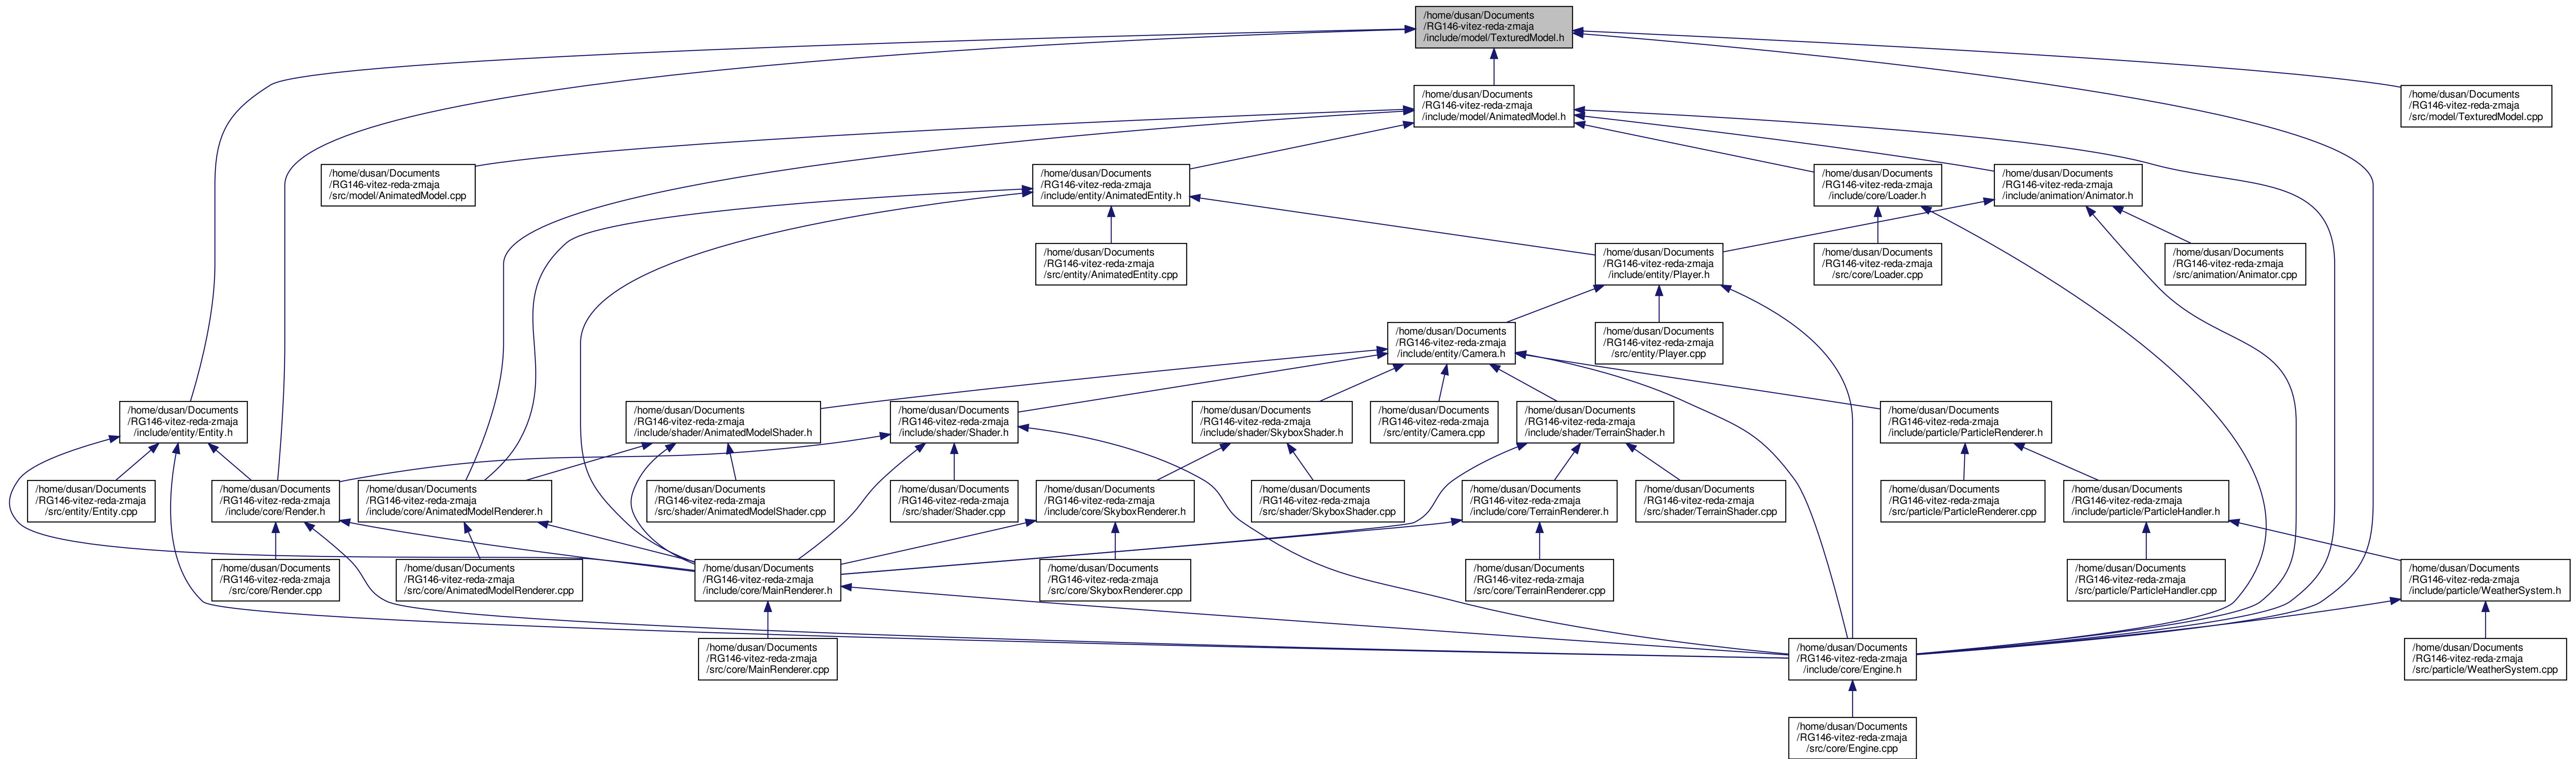 /home/dusan/Documents
/RG146-vitez-reda-zmaja
/include/model/TexturedModel.h
/home/dusan/Documents
/RG146-vitez-reda-zmaja
/include/model/AnimatedModel.h
/home/dusan/Documents
/RG146-vitez-reda-zmaja
/src/model/TexturedModel.cpp
/home/dusan/Documents
/RG146-vitez-reda-zmaja
/src/model/AnimatedModel.cpp
/home/dusan/Documents
/RG146-vitez-reda-zmaja
/include/entity/AnimatedEntity.h
/home/dusan/Documents
/RG146-vitez-reda-zmaja
/include/core/Loader.h
/home/dusan/Documents
/RG146-vitez-reda-zmaja
/include/animation/Animator.h
/home/dusan/Documents
/RG146-vitez-reda-zmaja
/src/entity/AnimatedEntity.cpp
/home/dusan/Documents
/RG146-vitez-reda-zmaja
/include/entity/Player.h
/home/dusan/Documents
/RG146-vitez-reda-zmaja
/src/core/Loader.cpp
/home/dusan/Documents
/RG146-vitez-reda-zmaja
/src/animation/Animator.cpp
/home/dusan/Documents
/RG146-vitez-reda-zmaja
/include/entity/Camera.h
/home/dusan/Documents
/RG146-vitez-reda-zmaja
/src/entity/Player.cpp
/home/dusan/Documents
/RG146-vitez-reda-zmaja
/include/entity/Entity.h
/home/dusan/Documents
/RG146-vitez-reda-zmaja
/include/shader/AnimatedModelShader.h
/home/dusan/Documents
/RG146-vitez-reda-zmaja
/include/shader/Shader.h
/home/dusan/Documents
/RG146-vitez-reda-zmaja
/include/shader/SkyboxShader.h
/home/dusan/Documents
/RG146-vitez-reda-zmaja
/src/entity/Camera.cpp
/home/dusan/Documents
/RG146-vitez-reda-zmaja
/include/shader/TerrainShader.h
/home/dusan/Documents
/RG146-vitez-reda-zmaja
/include/particle/ParticleRenderer.h
/home/dusan/Documents
/RG146-vitez-reda-zmaja
/src/entity/Entity.cpp
/home/dusan/Documents
/RG146-vitez-reda-zmaja
/include/core/Render.h
/home/dusan/Documents
/RG146-vitez-reda-zmaja
/include/core/AnimatedModelRenderer.h
/home/dusan/Documents
/RG146-vitez-reda-zmaja
/src/shader/AnimatedModelShader.cpp
/home/dusan/Documents
/RG146-vitez-reda-zmaja
/src/shader/Shader.cpp
/home/dusan/Documents
/RG146-vitez-reda-zmaja
/include/core/SkyboxRenderer.h
/home/dusan/Documents
/RG146-vitez-reda-zmaja
/src/shader/SkyboxShader.cpp
/home/dusan/Documents
/RG146-vitez-reda-zmaja
/include/core/TerrainRenderer.h
/home/dusan/Documents
/RG146-vitez-reda-zmaja
/src/shader/TerrainShader.cpp
/home/dusan/Documents
/RG146-vitez-reda-zmaja
/src/particle/ParticleRenderer.cpp
/home/dusan/Documents
/RG146-vitez-reda-zmaja
/include/particle/ParticleHandler.h
/home/dusan/Documents
/RG146-vitez-reda-zmaja
/src/core/Render.cpp
/home/dusan/Documents
/RG146-vitez-reda-zmaja
/src/core/AnimatedModelRenderer.cpp
/home/dusan/Documents
/RG146-vitez-reda-zmaja
/include/core/MainRenderer.h
/home/dusan/Documents
/RG146-vitez-reda-zmaja
/src/core/SkyboxRenderer.cpp
/home/dusan/Documents
/RG146-vitez-reda-zmaja
/src/core/TerrainRenderer.cpp
/home/dusan/Documents
/RG146-vitez-reda-zmaja
/src/particle/ParticleHandler.cpp
/home/dusan/Documents
/RG146-vitez-reda-zmaja
/include/particle/WeatherSystem.h
/home/dusan/Documents
/RG146-vitez-reda-zmaja
/src/core/MainRenderer.cpp
/home/dusan/Documents
/RG146-vitez-reda-zmaja
/include/core/Engine.h
/home/dusan/Documents
/RG146-vitez-reda-zmaja
/src/particle/WeatherSystem.cpp
/home/dusan/Documents
/RG146-vitez-reda-zmaja
/src/core/Engine.cpp